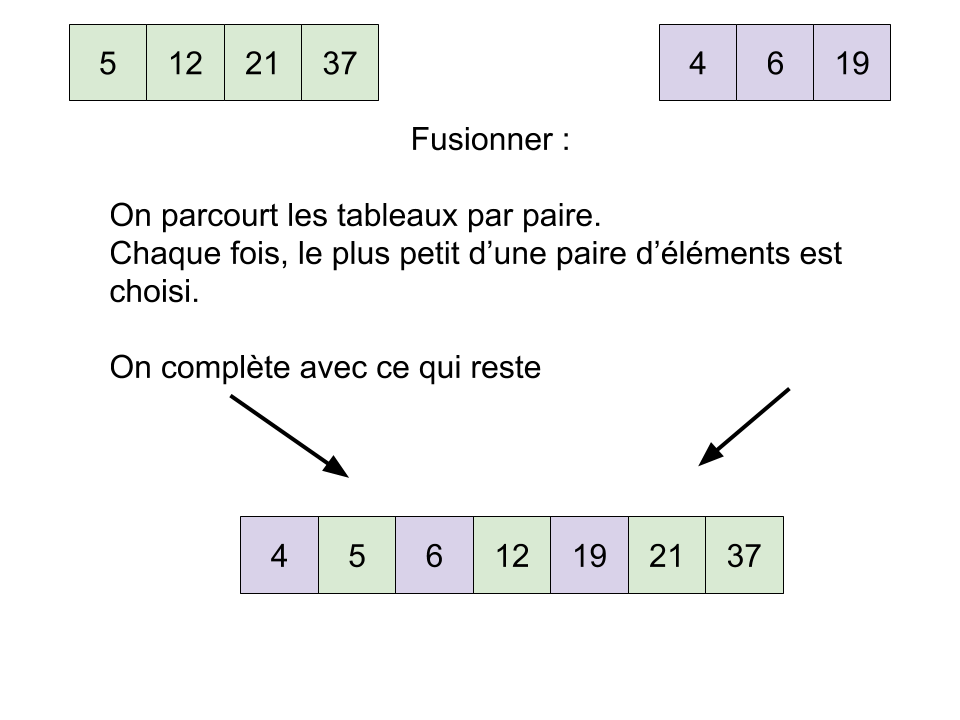 5 12 21 37 4 6 19
Fusionner :
On parcourt les tableaux par paire.
Chaque fois, le plus petit d’une paire d’éléments est
choisi.
On complète avec ce qui reste
4 5 6 12 19 21 37